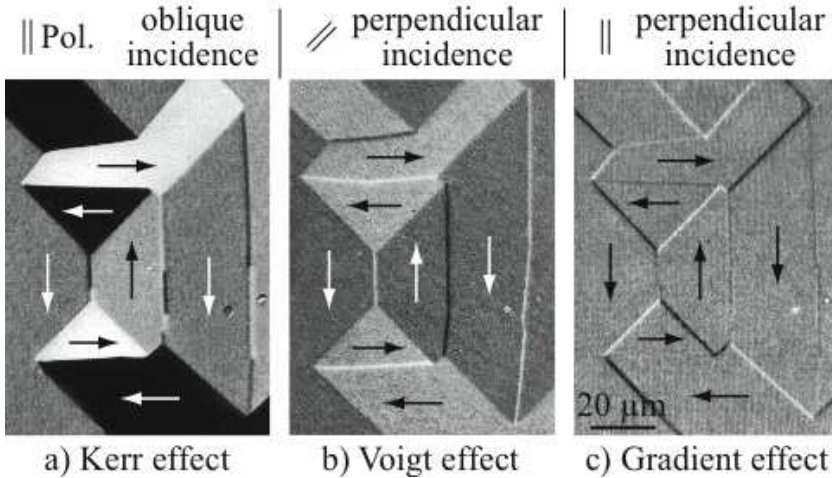 || Pol. oblique incidence
// perpendicular incidence
|| perpendicular incidence
20 µm
a) Kerr effect
b) Voigt effect
c) Gradient effect